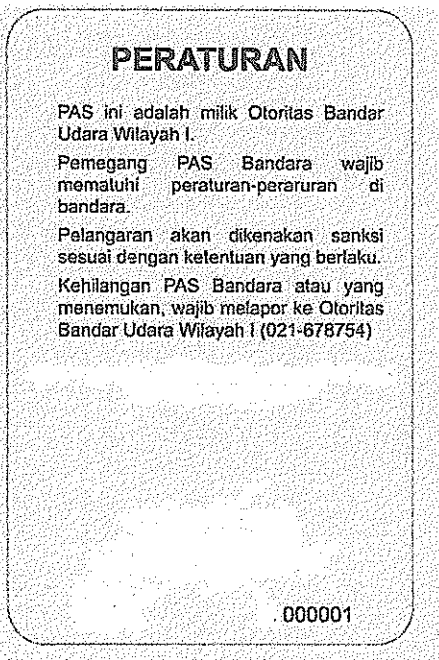 PERATURAN
PAS ini adalah milik Otoritas Bandar
Udara Wilayah I.
Pemegang PAS Bandara wajib
mematuhi peraturan-peraruran di
bandara.
Pelangaran akan dikenakan sanksi
sesuai dengan ketentuan yang berlaku.
Kehilangan PAS Bandara atau yang
menemukan, wajib melapor ke Otoritas
Bandar Udara Wilayah I (021-678754)
000001